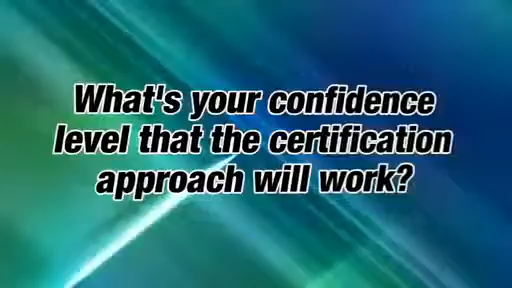 What's your confidence
level that the certification
approach will work?